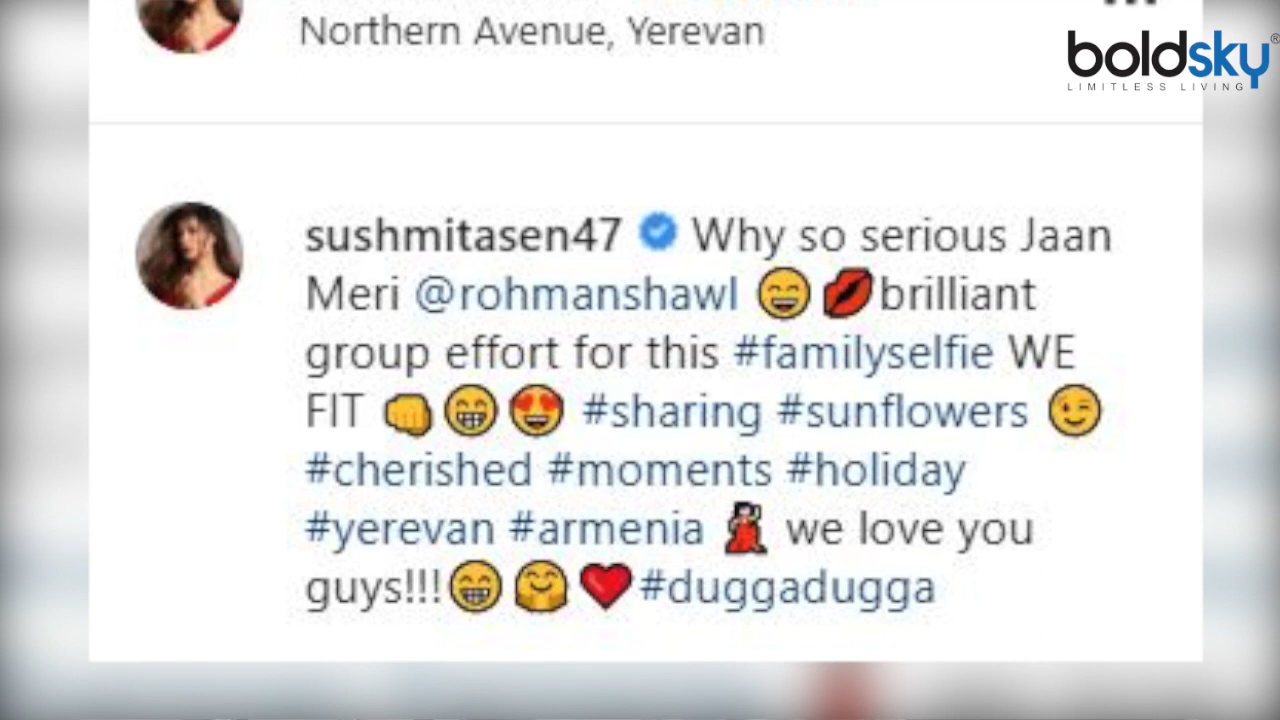 Northern Avenue, Yerevan
boldsky®
LIMITLESS LIVING
sushmitasen47 Why so serious Jaan
Meri @rohmanshawl 😄💋brilliant
group effort for this #familyselfie WE
FIT 👊😁😍 #sharing #sunflowers 😉
#cherished #moments #holiday
#yerevan #armenia 💃 we love you
guys!!!😁🤗❤️#duggadugga